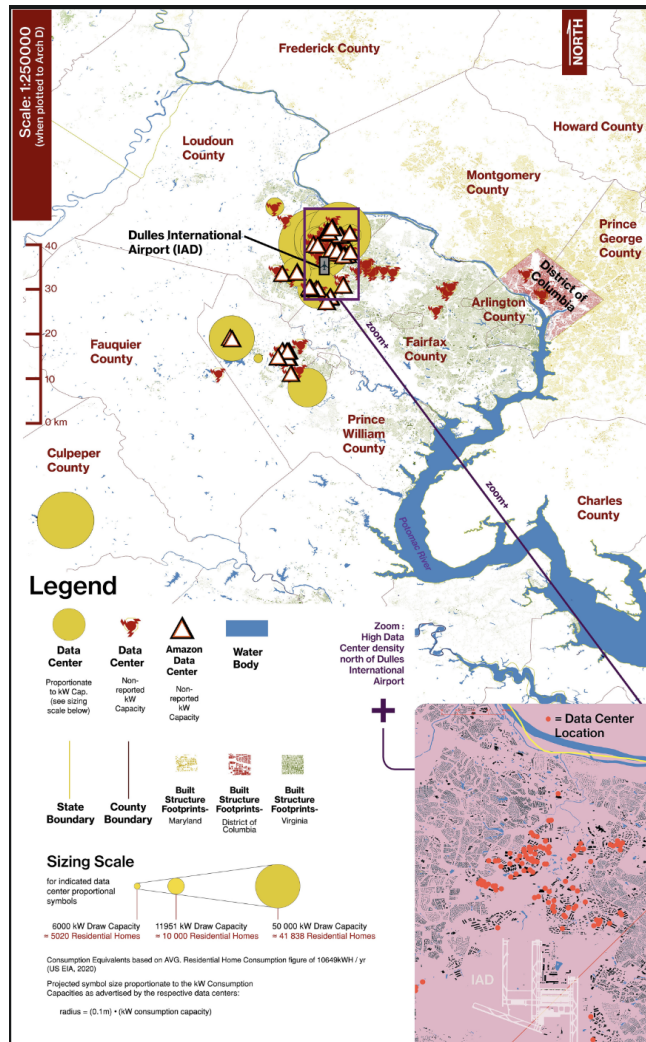 Scale: 1:250000
(when plotted to Arch D)
NORTH
Frederick County
Howard County
Loudoun
County
Montgomery
County
Prince
George
County
Dulles International
Airport (IAD)
District of
Columbia
Arlington
County
40
30
20
10
0 km
zoom+
Fairfax
County
Fauquier
County
Prince
William
County
Culpeper
County
zoom+
Charles
County
Potomac River
Legend
Data
Center
Proportionate
to kW Cap.
(see sizing
scale below)
Data
Center
Non-
reported
kW
Capacity
Amazon
Data
Center
Non-
reported
kW
Capacity
Water
Body
Zoom :
High Data
Center density
north of Dulles
International
Airport
State
Boundary
County
Boundary
Built
Structure
Footprints-
Maryland
Built
Structure
Footprints-
District of
Columbia
Built
Structure
Footprints-
Virginia
= Data Center
Location
IAD
Sizing Scale
for indicated data
center proportional
symbols
6000 kW Draw Capacity
= 5020 Residential Homes
11951 kW Draw Capacity
= 10 000 Residential Homes
50 000 kW Draw Capacity
= 41 838 Residential Homes
Consumption Equivalents based on AVG. Residential Home Consumption figure of 10649kWH / yr
(US EIA, 2020)
Projected symbol size proportionate to the kW Consumption
Capacities as advertised by the respective data centers:
radius = (0.1m) • (kW consumption capacity)